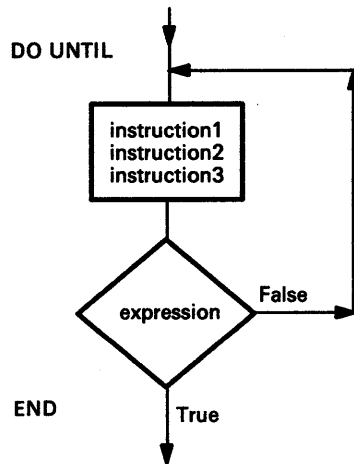 DO UNTIL
instruction1
instruction2
instruction3
expression
False
END
True